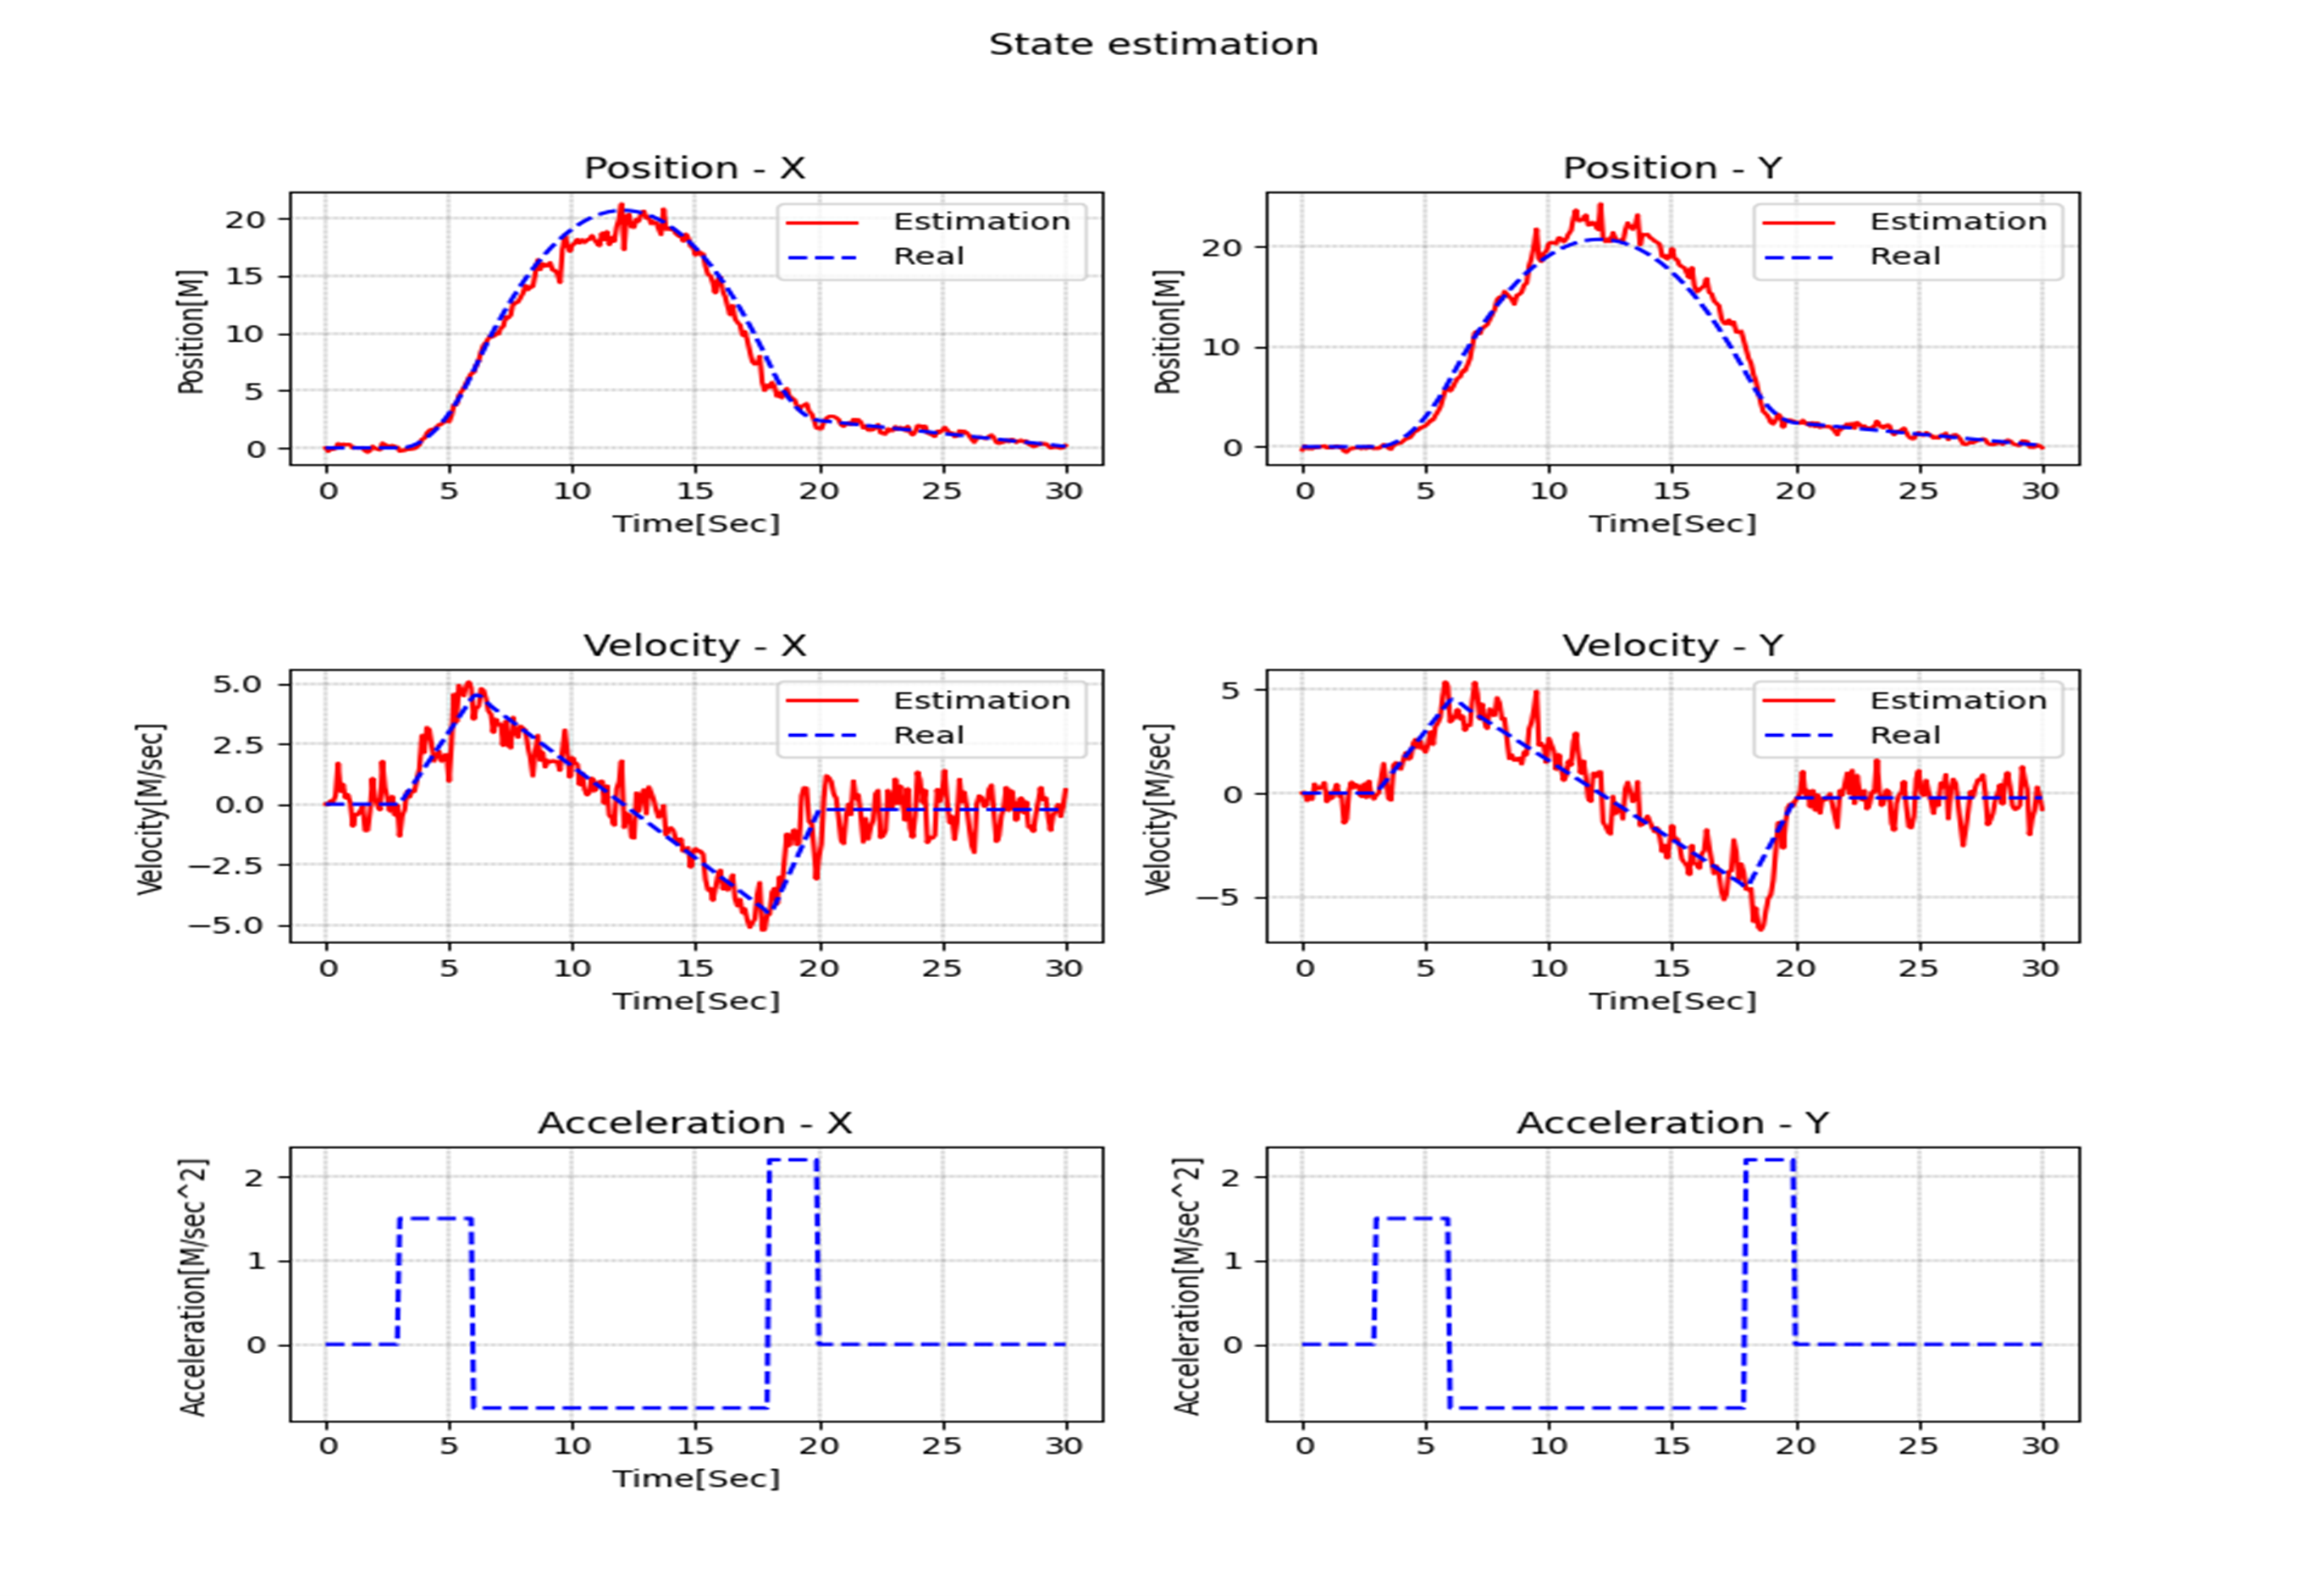 State estimation
Position - X
Position[M]
20
15
10
5
0
Estimation
Real
0 5 10 15 20 25 30
Time[Sec]
Position - Y
Position[M]
20
10
0
Estimation
Real
0 5 10 15 20 25 30
Time[Sec]
Velocity - X
Velocity[M/sec]
5.0
2.5
0.0
−2.5
−5.0
Estimation
Real
0 5 10 15 20 25 30
Time[Sec]
Velocity - Y
Velocity[M/sec]
5
0
−5
Estimation
Real
0 5 10 15 20 25 30
Time[Sec]
Acceleration - X
Acceleration[M/sec^2]
2
1
0
0 5 10 15 20 25 30
Time[Sec]
Acceleration - Y
Acceleration[M/sec^2]
2
1
0
0 5 10 15 20 25 30